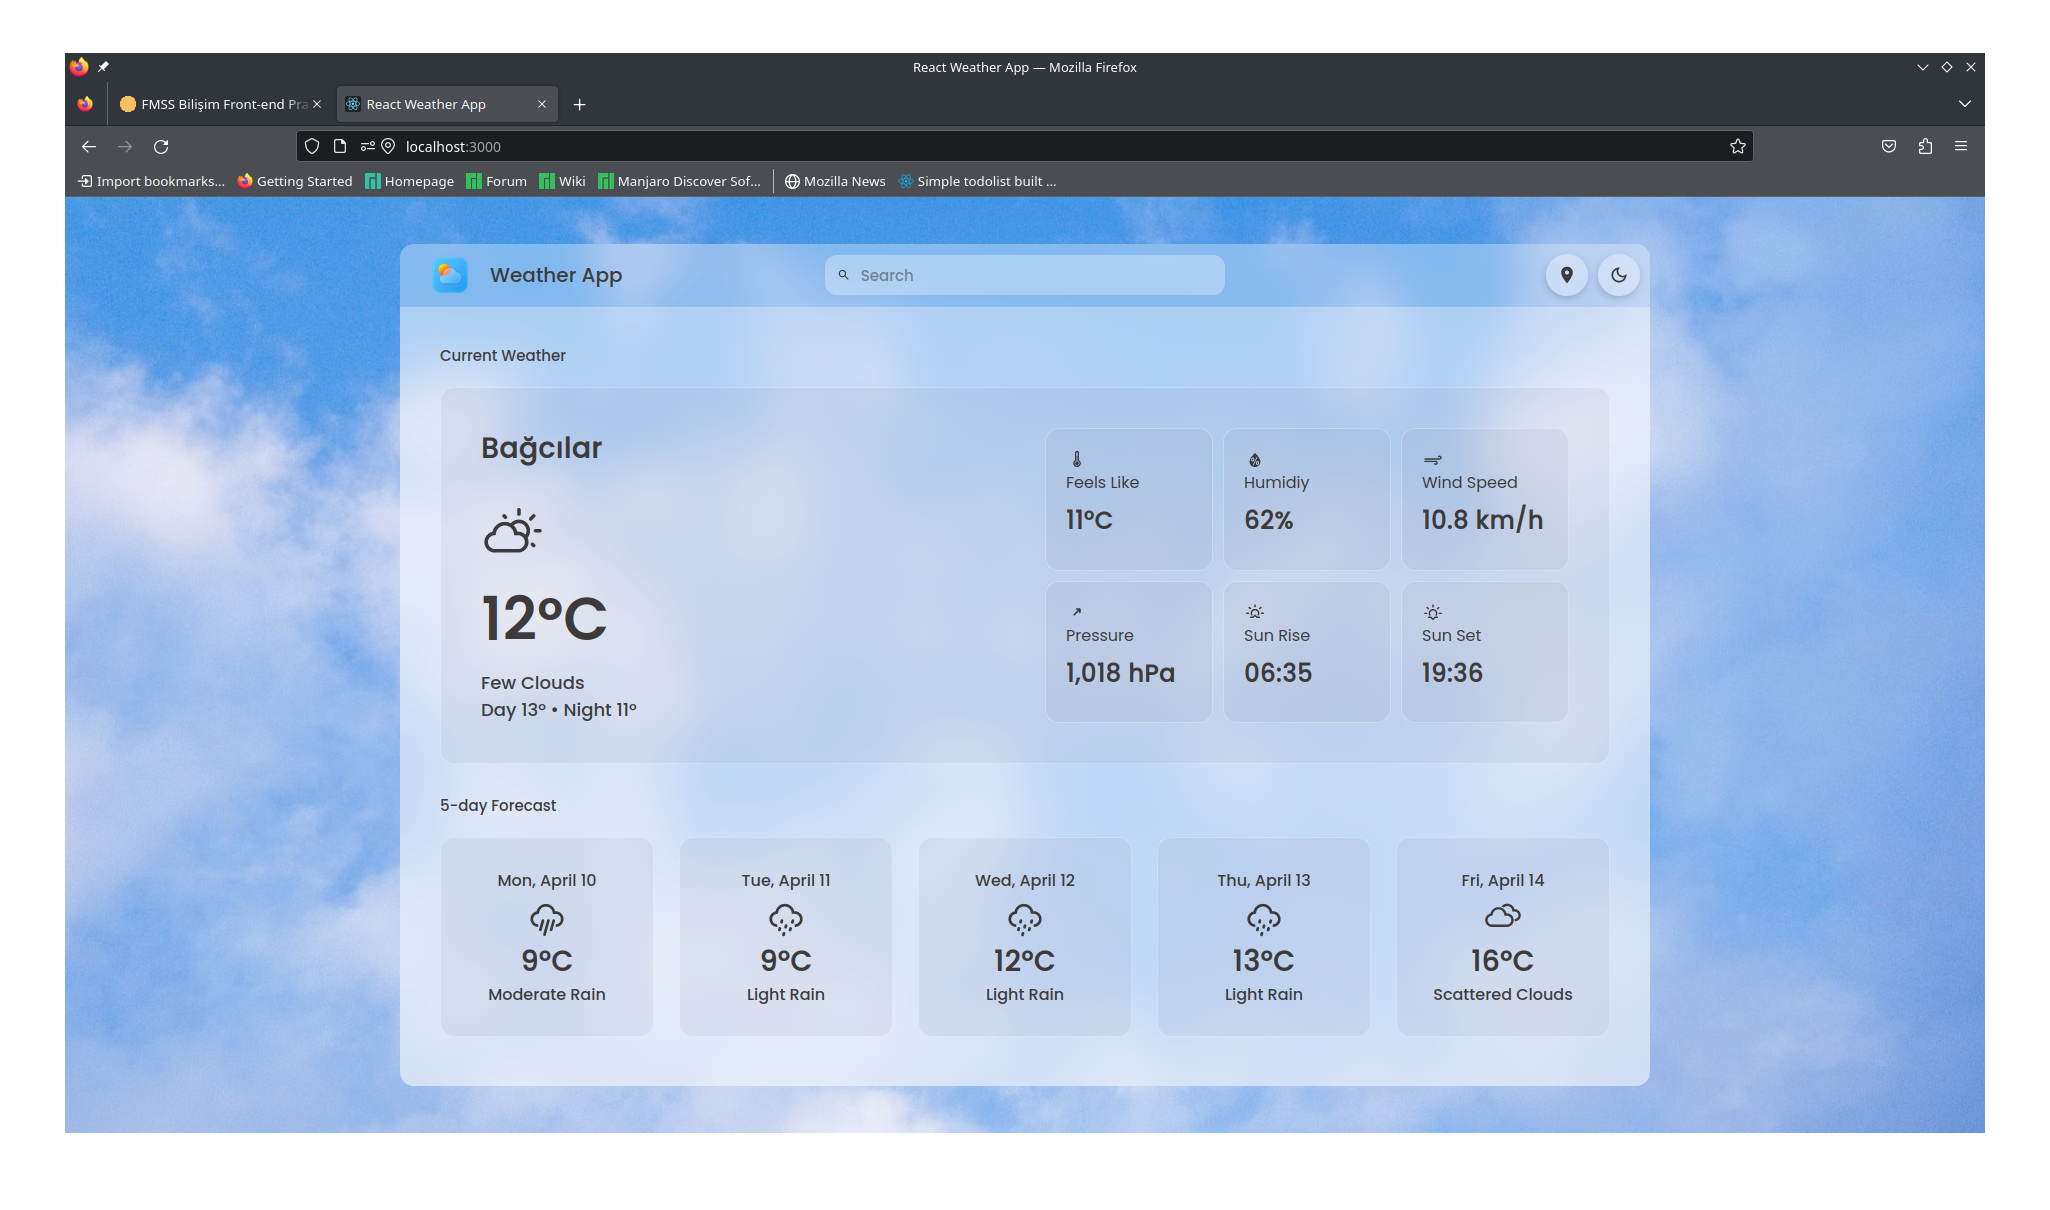 React Weather App — Mozilla Firefox
FMSS Bilişim Front-end Pra
React Weather App
localhost:3000
Import bookmarks... Getting Started Homepage Forum Wiki Manjaro Discover Sof... Mozilla News Simple todolist built ...
Weather App
Search
Current Weather
Bağcılar
12°C
Few Clouds
Day 13° • Night 11°
Feels Like
11°C
Humidiy
62%
Wind Speed
10.8 km/h
Pressure
1,018 hPa
Sun Rise
06:35
Sun Set
19:36
5-day Forecast
Mon, April 10
9°C
Moderate Rain
Tue, April 11
9°C
Light Rain
Wed, April 12
12°C
Light Rain
Thu, April 13
13°C
Light Rain
Fri, April 14
16°C
Scattered Clouds